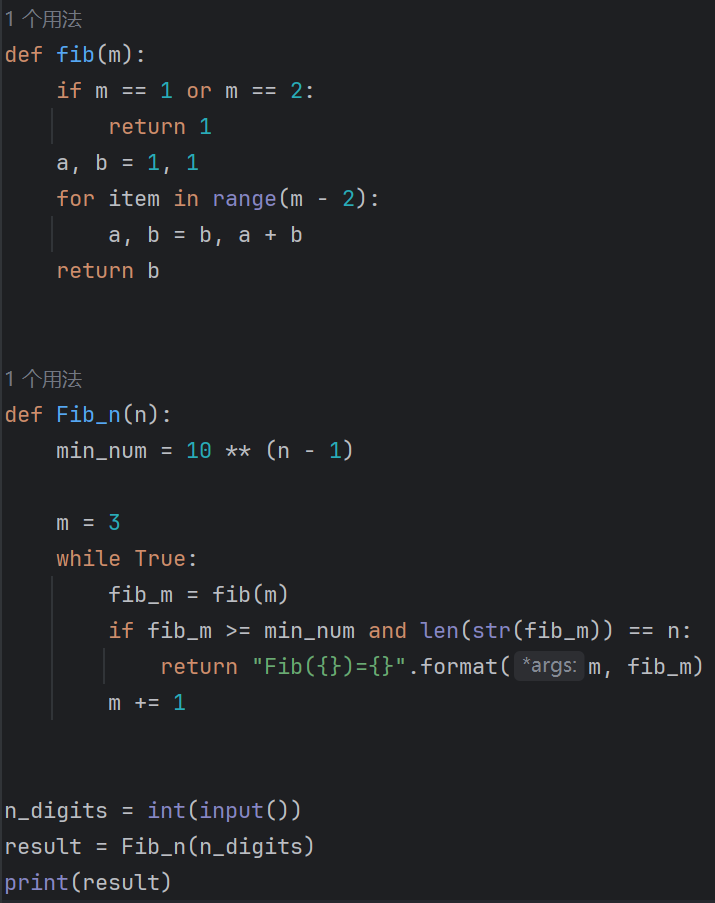 1 个用法
def fib(m):
    if m == 1 or m == 2:
        return 1
    a, b = 1, 1
    for item in range(m - 2):
        a, b = b, a + b
    return b
1 个用法
def Fib_n(n):
    min_num = 10 ** (n - 1)
    m = 3
    while True:
        fib_m = fib(m)
        if fib_m >= min_num and len(str(fib_m)) == n:
            return "Fib({})={}".format( *args: m, fib_m)
        m += 1
n_digits = int(input())
result = Fib_n(n_digits)
print(result)